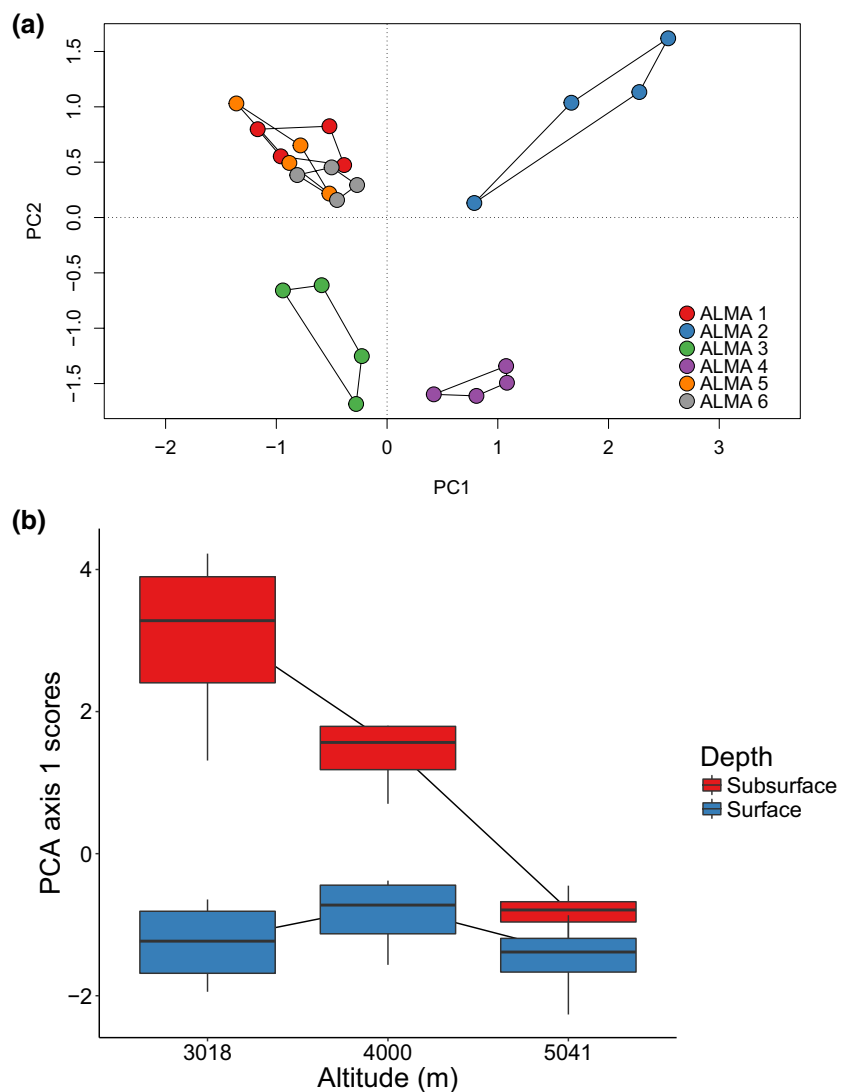 (a)
1.5
1.0
0.5
0.0
−0.5
−1.0
−1.5
PC2
ALMA 1
ALMA 2
ALMA 3
ALMA 4
ALMA 5
ALMA 6
−2
−1
0
1
2
3
PC1
(b)
4
2
0
−2
PCA axis 1 scores
Depth
Subsurface
Surface
3018
4000
5041
Altitude (m)